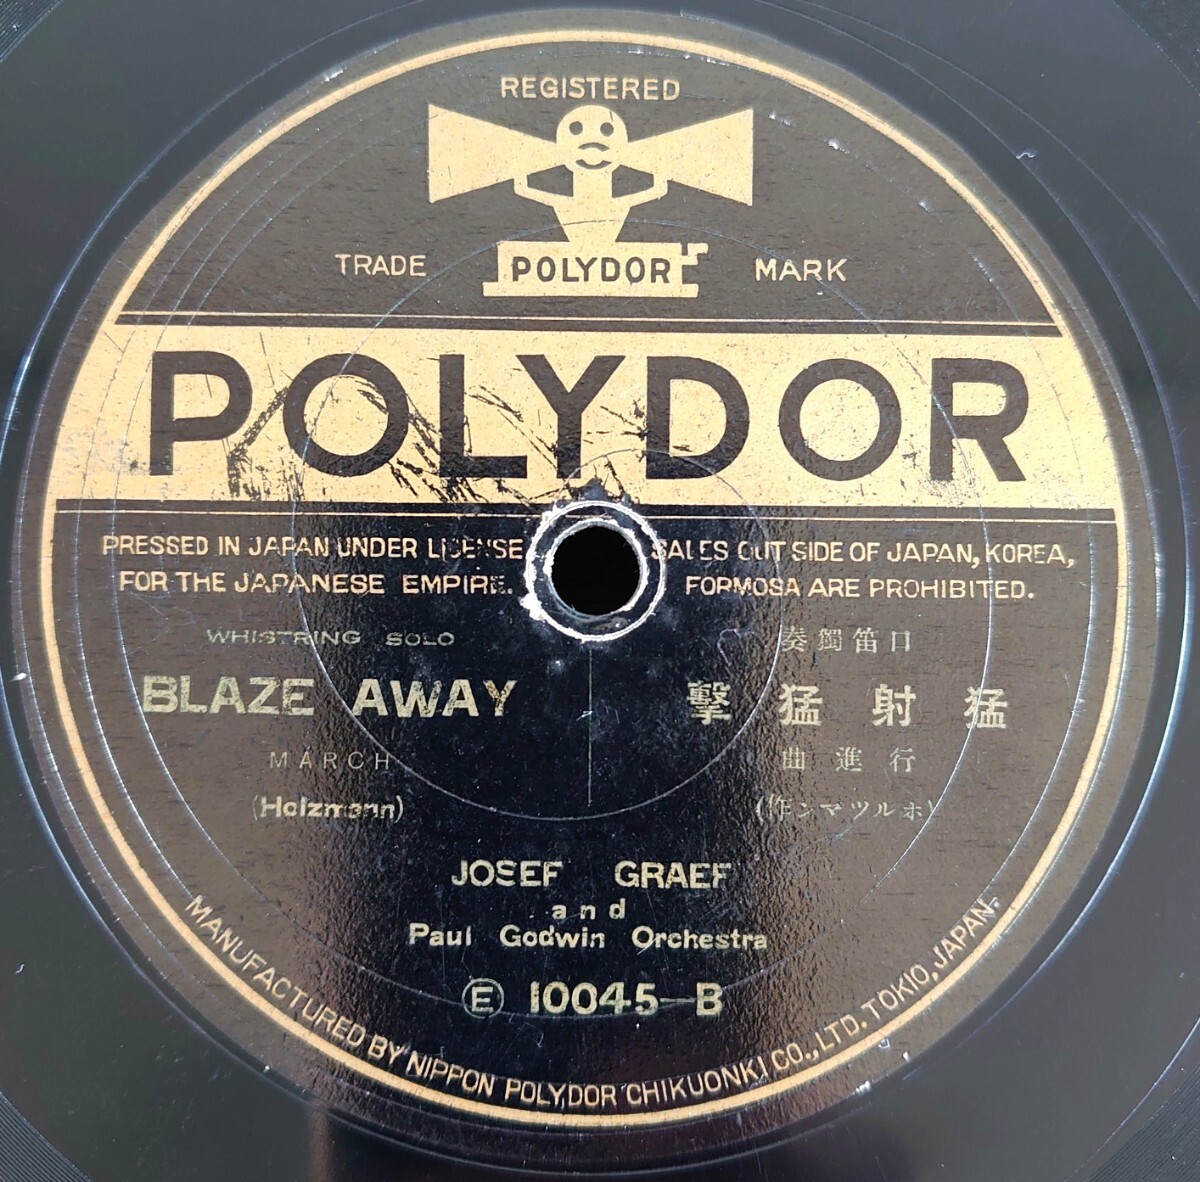 REGISTERED
TRADE POLYDOR MARK
POLYDOR
PRESSED IN JAPAN UNDER LICENSE
FOR THE JAPANESE EMPIRE.
SALES OUTSIDE OF JAPAN, KOREA,
FORMOSA ARE PROHIBITED.
WHISTRING SOLO
BLAZE AWAY
MARCH
(Holzmann)
奏獨笛口
擊猛射猛
曲進行
(作ンマツルホ)
JOSEF GRAEF
and
Paul Godwin Orchestra
Ⓔ 10045-B
MANUFACTURED BY NIPPON POLYDOR CHIKUONKI CO., LTD. TOKIO, JAPAN.